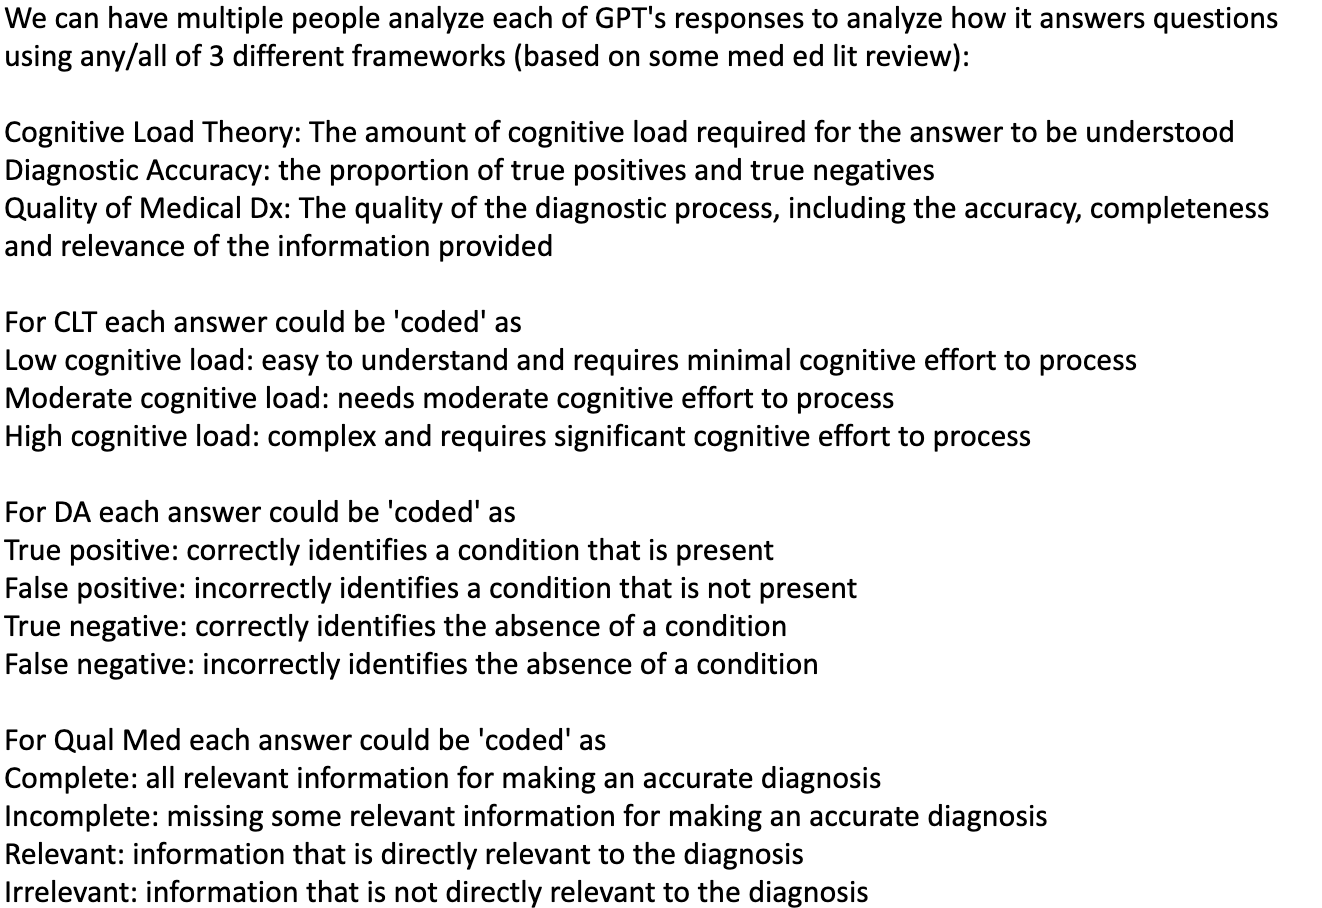 We can have multiple people analyze each of GPT's responses to analyze how it answers questions
using any/all of 3 different frameworks (based on some med ed lit review):
Cognitive Load Theory: The amount of cognitive load required for the answer to be understood
Diagnostic Accuracy: the proportion of true positives and true negatives
Quality of Medical Dx: The quality of the diagnostic process, including the accuracy, completeness
and relevance of the information provided
For CLT each answer could be 'coded' as
Low cognitive load: easy to understand and requires minimal cognitive effort to process
Moderate cognitive load: needs moderate cognitive effort to process
High cognitive load: complex and requires significant cognitive effort to process
For DA each answer could be 'coded' as
True positive: correctly identifies a condition that is present
False positive: incorrectly identifies a condition that is not present
True negative: correctly identifies the absence of a condition
False negative: incorrectly identifies the absence of a condition
For Qual Med each answer could be 'coded' as
Complete: all relevant information for making an accurate diagnosis
Incomplete: missing some relevant information for making an accurate diagnosis
Relevant: information that is directly relevant to the diagnosis
Irrelevant: information that is not directly relevant to the diagnosis